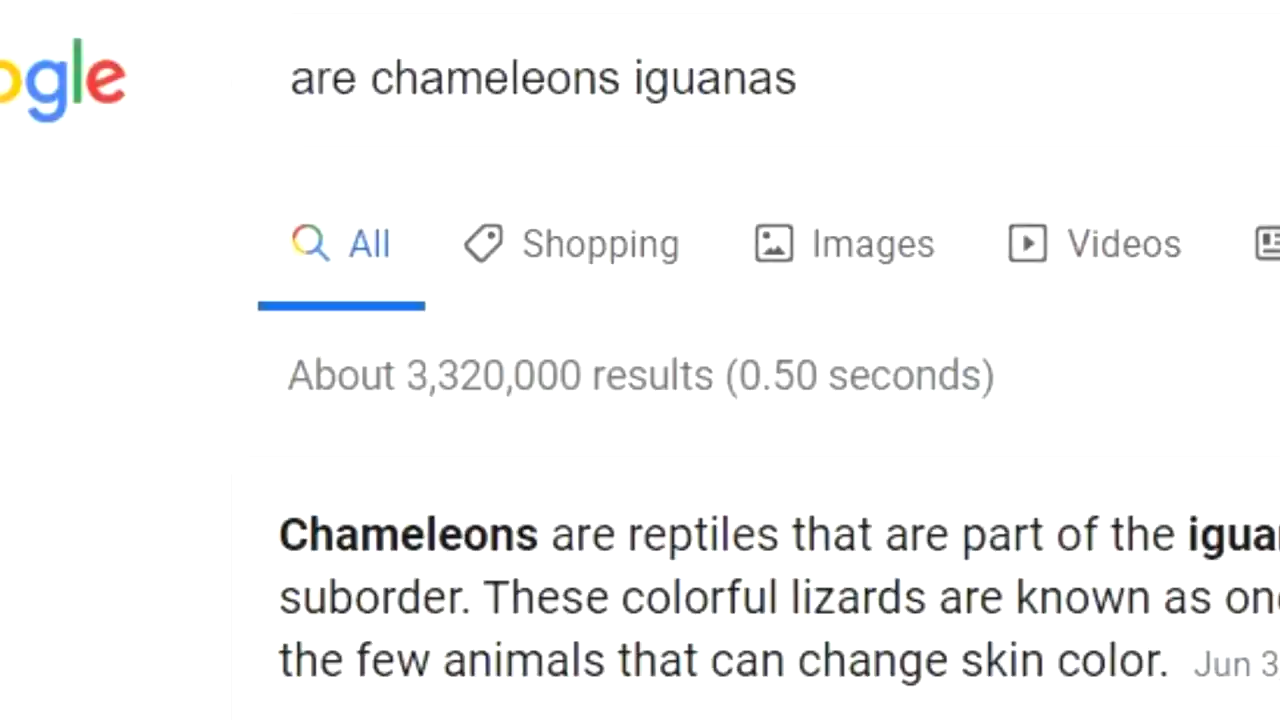 ogle
are chameleons iguanas
All Shopping Images Videos
About 3,320,000 results (0.50 seconds)
Chameleons are reptiles that are part of the
suborder. These colorful lizards are known as
the few animals that can change skin color. Jun 3